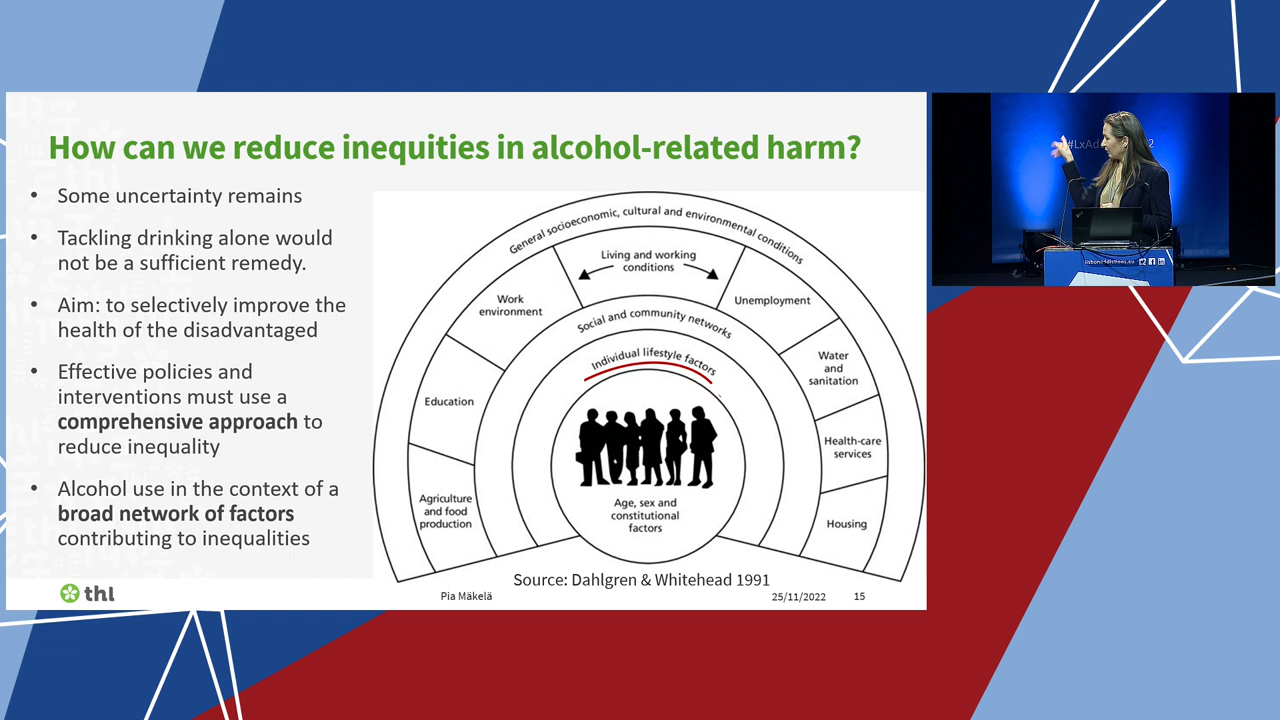 How can we reduce inequities in alcohol-related harm?
• Some uncertainty remains
• Tackling drinking alone would
not be a sufficient remedy.
• Aim: to selectively improve the
health of the disadvantaged
• Effective policies and
interventions must use a
comprehensive approach to
reduce inequality
• Alcohol use in the context of a
broad network of factors
contributing to inequalities
General socioeconomic, cultural and environmental conditions
Living and working
conditions
Work
environment
Unemployment
Social and community networks
Individual lifestyle factors
Water
and
sanitation
Education
Health-care
services
Agriculture
and food
production
Housing
Age, sex and
constitutional
factors
Source: Dahlgren & Whitehead 1991
thl
Pia Mäkelä
25/11/2022
15